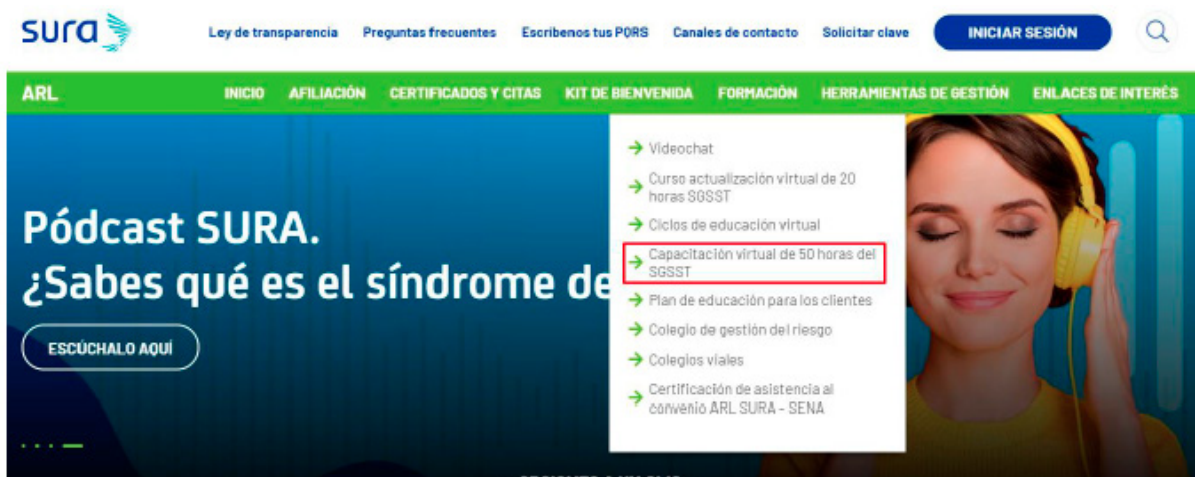 sura
Ley de transparencia Preguntas frecuentes Escríbenos tus PQRS Canales de contacto Solicitar clave INICIAR SESIÓN
ARL INICIO AFILIACIÓN CERTIFICADOS Y CITAS KIT DE BIENVENIDA FORMACIÓN HERRAMIENTAS DE GESTIÓN ENLACES DE INTERÉS
Videochat
Curso actualización virtual de 20
horas SGSST
Ciclos de educación virtual
Capacitación virtual de 50 horas del
SGSST
Plan de educación para los clientes
Colegio de gestión del riesgo
Colegios viales
Certificación de asistencia al
convenio ARL SURA - SENA
Pódcast SURA.
¿Sabes qué es el síndrome de
ESCÚCHALO AQUÍ